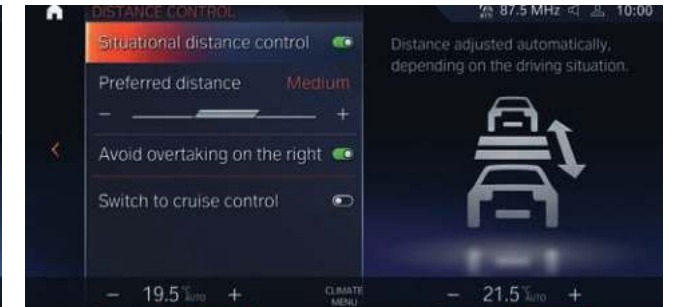 DISTANCE CONTROL
87.5 MHz 10:00
Situational distance control
Preferred distance Medium
- +
Avoid overtaking on the right
Switch to cruise control
Distance adjusted automatically,
depending on the driving situation.
- 19.5 °C AUTO +
CLIMATE
MENU
- 21.5 °C AUTO +